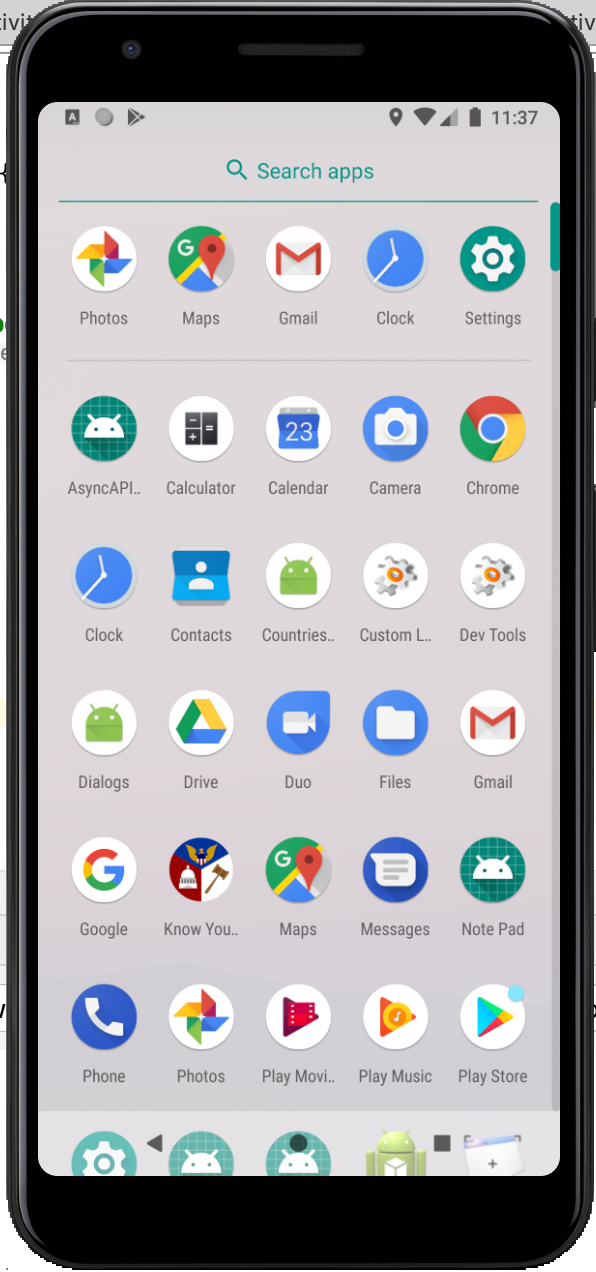 11:37
Search apps
Photos Maps Gmail Clock Settings
AsyncAPI.. Calculator Calendar Camera Chrome
23
Clock Contacts Countries.. Custom L.. Dev Tools
Dialogs Drive Duo Files Gmail
Google Know You.. Maps Messages Note Pad
Phone Photos Play Movi.. Play Music Play Store